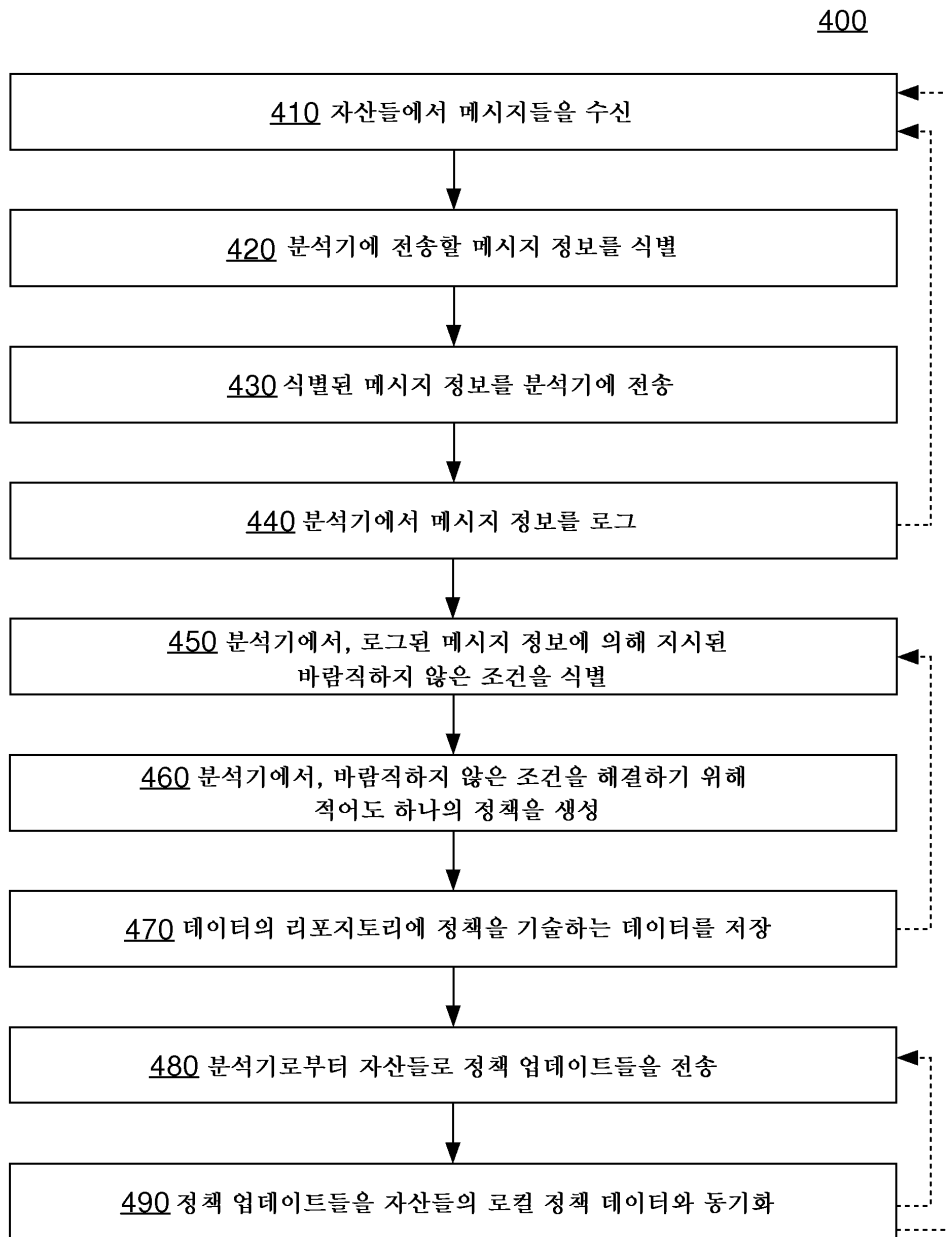 400
410 자산들에서 메시지들을 수신
420 분석기에 전송할 메시지 정보를 식별
430 식별된 메시지 정보를 분석기에 전송
440 분석기에서 메시지 정보를 로그
450 분석기에서, 로그된 메시지 정보에 의해 지시된
바람직하지 않은 조건을 식별
460 분석기에서, 바람직하지 않은 조건을 해결하기 위해
적어도 하나의 정책을 생성
470 데이터의 리포지토리에 정책을 기술하는 데이터를 저장
480 분석기로부터 자산들로 정책 업데이트들을 전송
490 정책 업데이트들을 자산들의 로컬 정책 데이터와 동기화